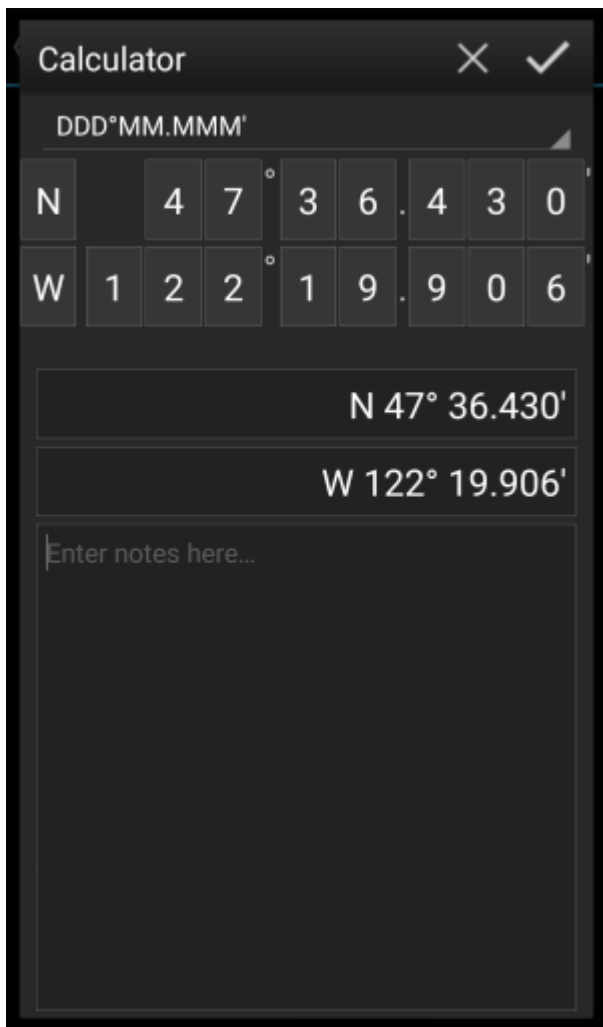 Calculator
DDD°MM.MMM'
N 4 7 ° 3 6 . 4 3 0 '
W 1 2 2 ° 1 9 . 9 0 6 '
N 47° 36.430'
W 122° 19.906'
Enter notes here...